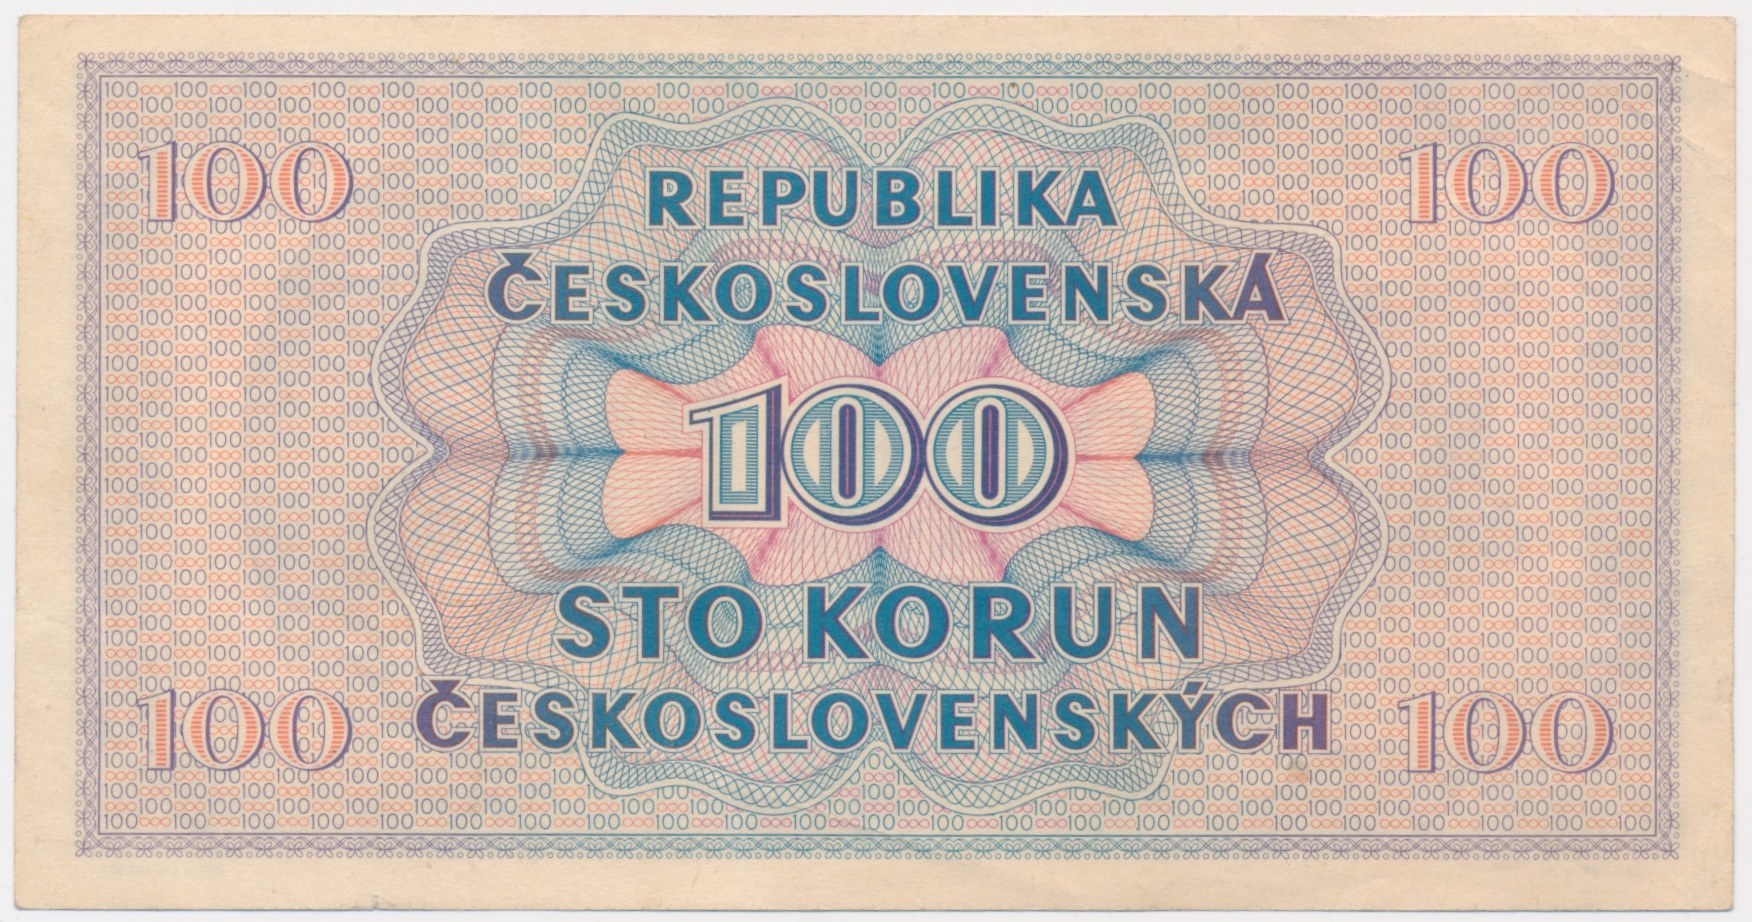 100 100
REPUBLIKA
ČESKOSLOVENSKÁ
100
STO KORUN
ČESKOSLOVENSKÝCH
100 100